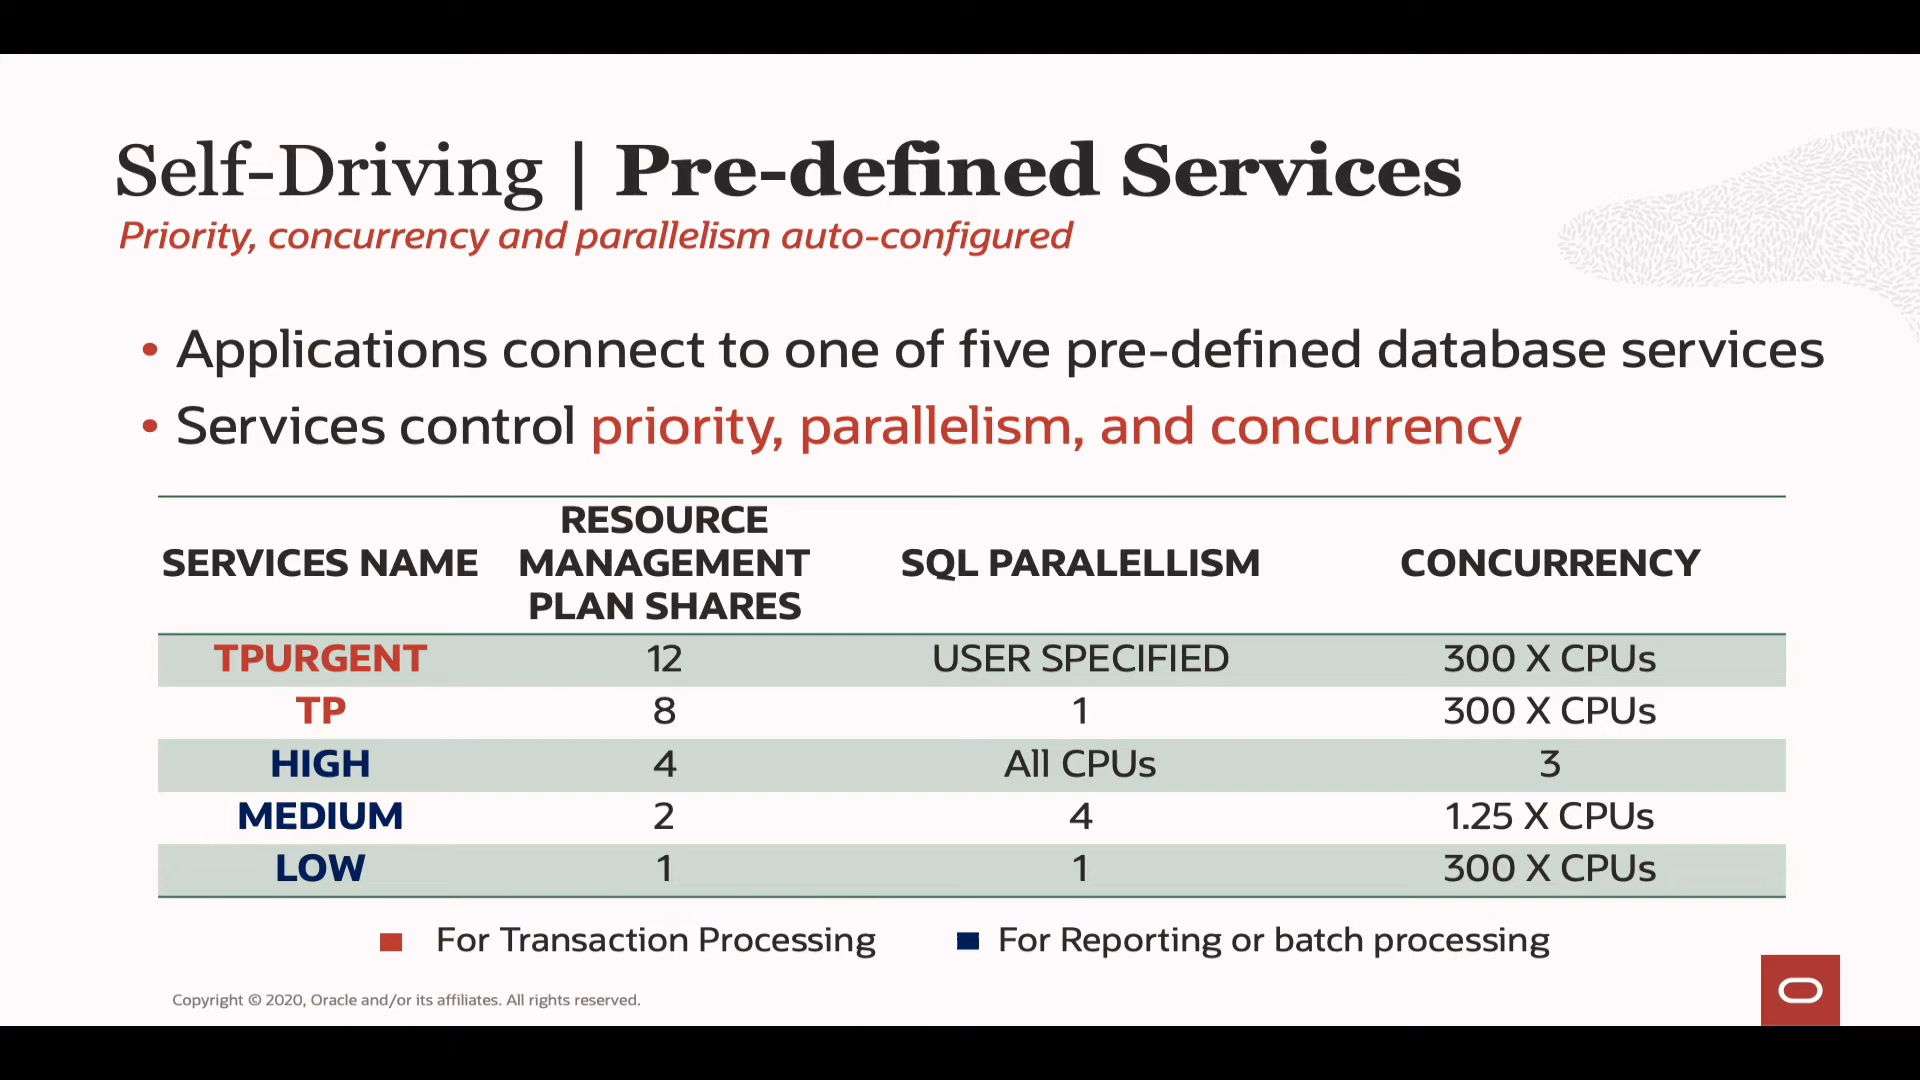 Self-Driving | Pre-defined Services
Priority, concurrency and parallelism auto-configured
• Applications connect to one of five pre-defined database services
• Services control priority, parallelism, and concurrency
SERVICES NAME RESOURCE MANAGEMENT PLAN SHARES SQL PARALELLISM CONCURRENCY
TPURGENT 12 USER SPECIFIED 300 X CPUs
TP 8 1 300 X CPUs
HIGH 4 All CPUs 3
MEDIUM 2 4 1.25 X CPUs
LOW 1 1 300 X CPUs
For Transaction Processing For Reporting or batch processing
Copyright © 2020, Oracle and/or its affiliates. All rights reserved.